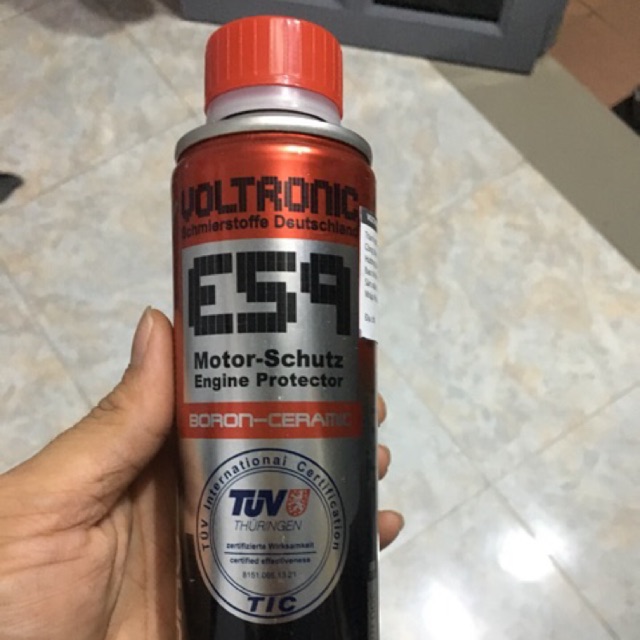 VOLTRONIC
Schmierstoffe Deutschland
E59
Motor-Schutz
Engine Protector
BORON-CERAMIC
TÜV International Certification
TÜV
THÜRINGEN
zertifizierte Wirksamkeit
certified effectiveness
TIC